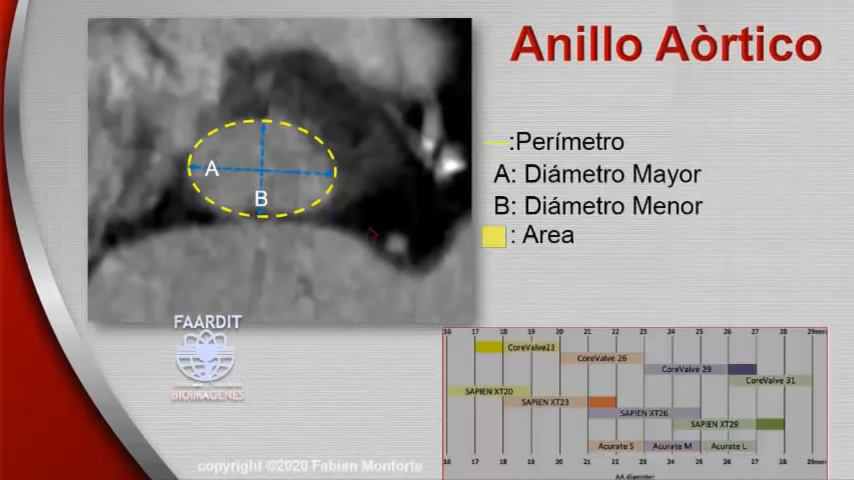 Anillo Aòrtico
A
B
:Perímetro
A: Diámetro Mayor
B: Diámetro Menor
: Area
FAARDIT
BIOIMAGENES
16 17 18 19 20 21 22 23 24 25 26 27 28 29mm
CoreValve23
CoreValve 26
CoreValve 29
CoreValve 31
SAPIEN XT20
SAPIEN XT23
SAPIEN XT26
SAPIEN XT29
Acurate S Acurate M Acurate L
16 17 18 19 20 21 22 23 24 25 26 27 28 29mm
AA diameter
copyright ©2020 Fabian Monforte